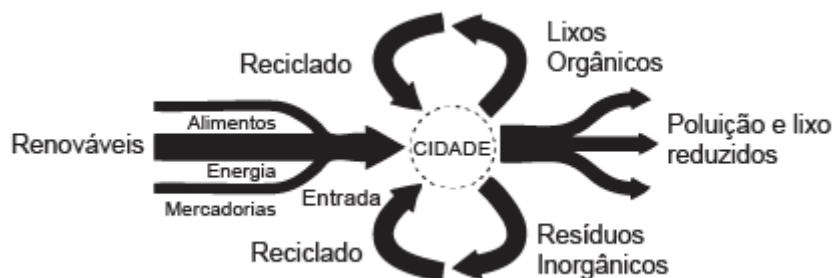 Reciclado
Lixos
Orgânicos
Alimentos
Renováveis
CIDADE
Poluição e lixo
reduzidos
Energia
Entrada
Mercadorias
Reciclado
Resíduos
Inorgânicos